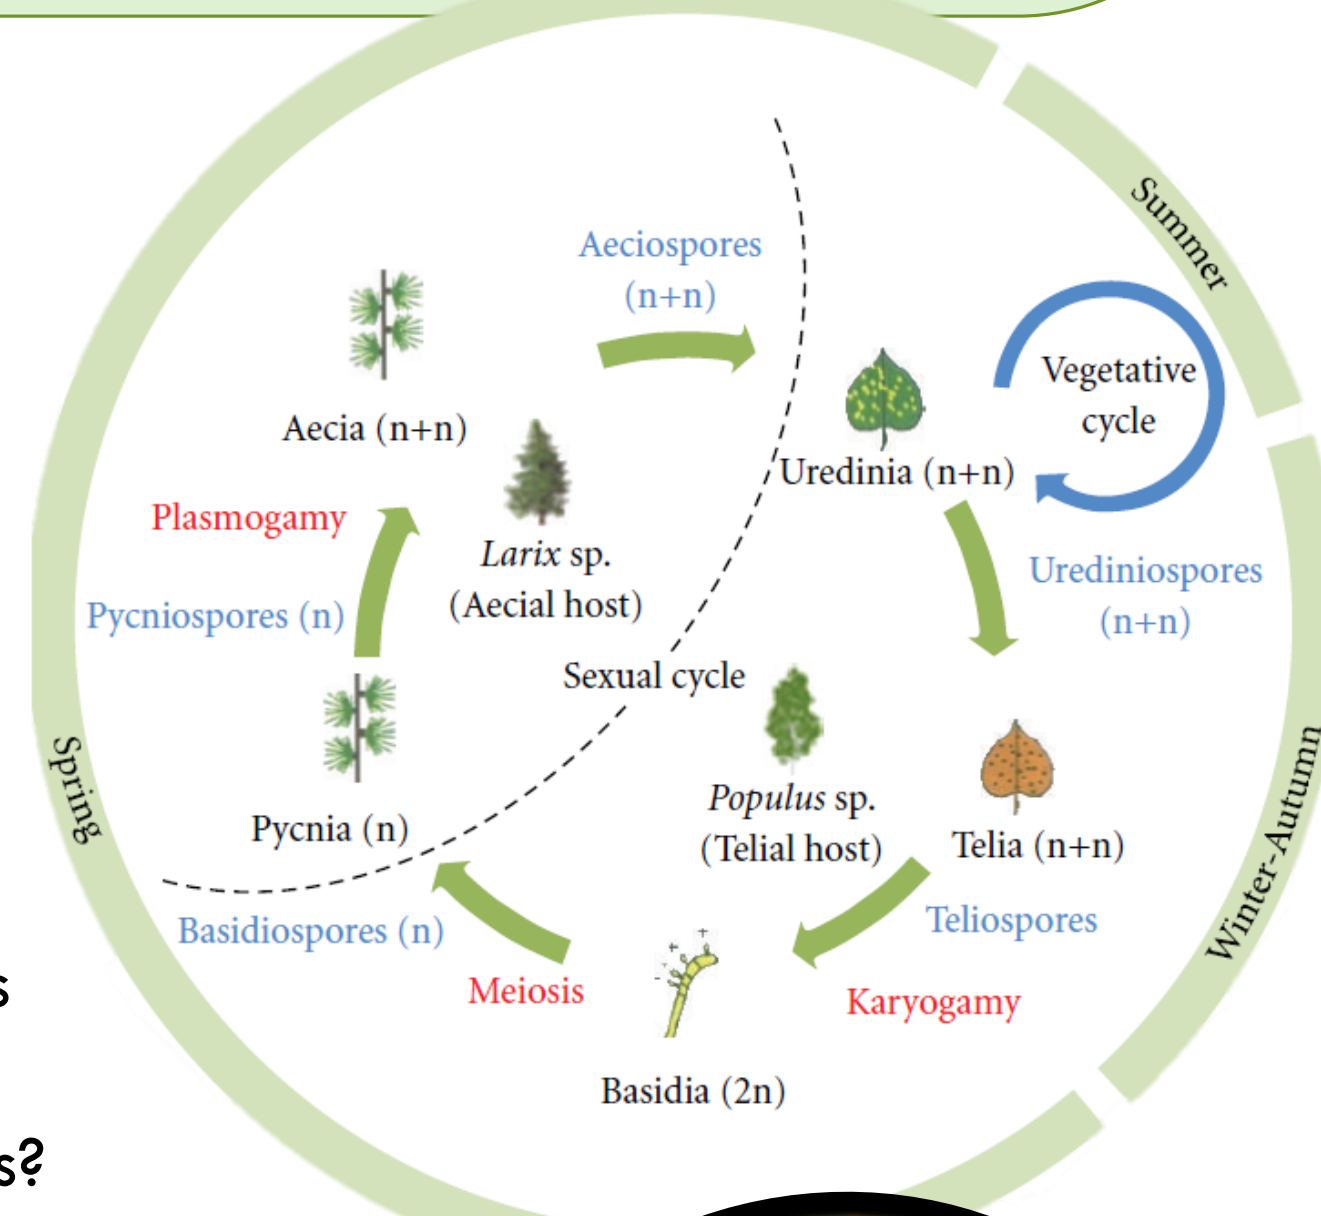 Summer
Aeciospores
(n+n)
Vegetative
cycle
Aecia (n+n)
Uredinia (n+n)
Plasmogamy
Larix sp.
(Aecial host)
Urediniospores
(n+n)
Pycniospores (n)
Sexual cycle
Spring
Populus sp.
(Telial host)
Pycnia (n)
Telia (n+n)
Winter-Autumn
Basidiospores (n)
Teliospores
Meiosis
Karyogamy
+
+
-
-
Basidia (2n)
s
s?